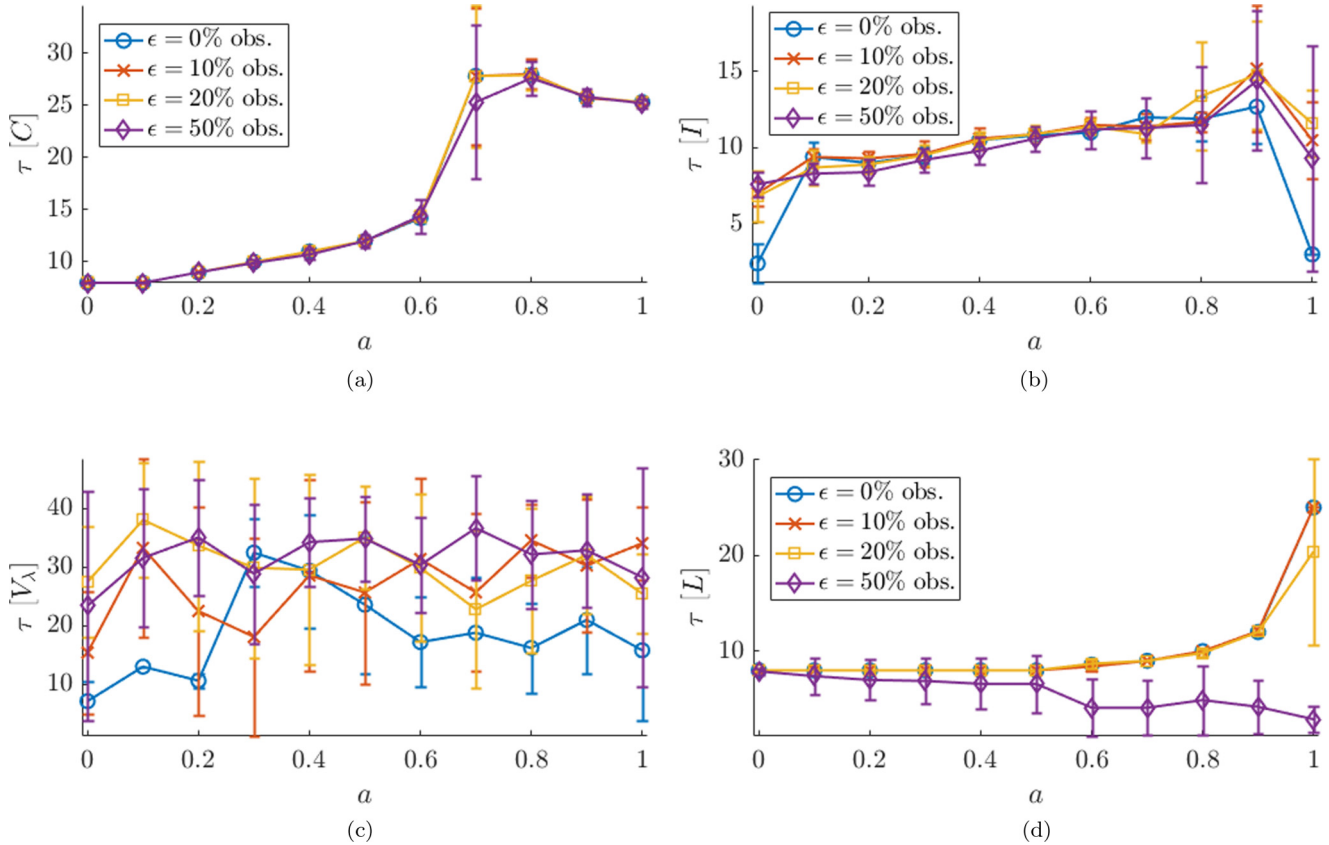 ϵ = 0% obs.
ϵ = 10% obs.
ϵ = 20% obs.
ϵ = 50% obs.
30
25
20
15
10
τ [C]
0 0.2 0.4 0.6 0.8 1
a
(a)
ϵ = 0% obs.
ϵ = 10% obs.
ϵ = 20% obs.
ϵ = 50% obs.
15
10
5
τ [I]
0 0.2 0.4 0.6 0.8 1
a
(b)
40
30
20
10
τ [Vλ]
0 0.2 0.4 0.6 0.8 1
a
(c)
ϵ = 0% obs.
ϵ = 10% obs.
ϵ = 20% obs.
ϵ = 50% obs.
30
20
10
τ [L]
0 0.2 0.4 0.6 0.8 1
a
(d)